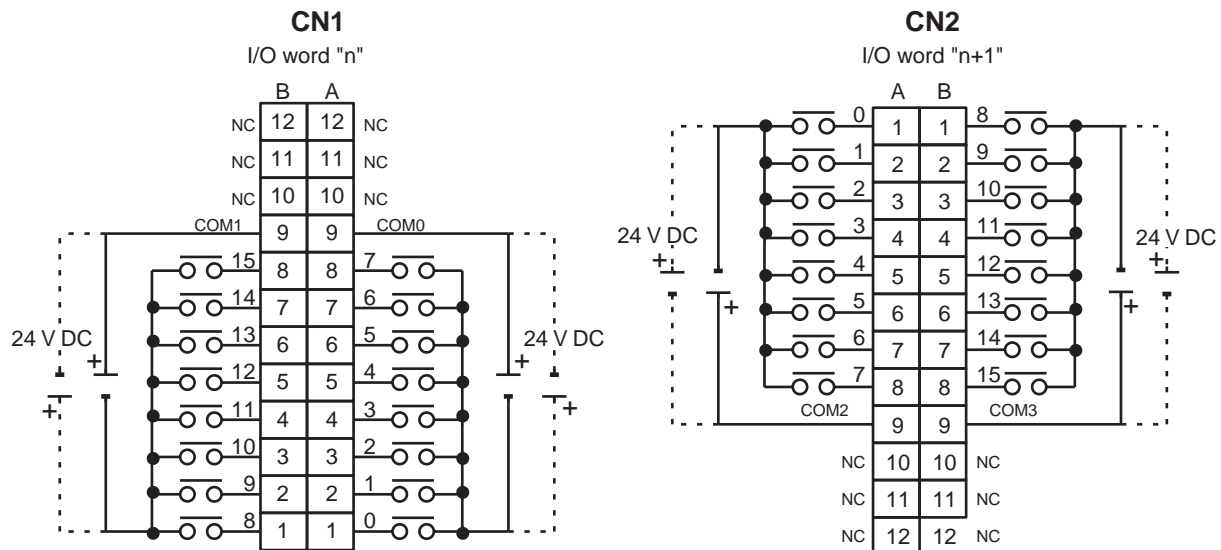 CN1
I/O word "n"
B A
NC 12 12 NC
NC 11 11 NC
NC 10 10 NC
COM1 9 9 COM0
15 8 8 7
14 7 7 6
13 6 6 5
24 V DC + + 24 V DC
12 5 5 4
+ +
11 4 4 3
10 3 3 2
9 2 2 1
8 1 1 0
CN2
I/O word "n+1"
A B
0 1 1 8
1 2 2 9
2 3 3 10
3 4 4 11
24 V DC 24 V DC
+ +
4 5 5 12
+ +
5 6 6 13
6 7 7 14
7 8 8 15
COM2 9 9 COM3
NC 10 10 NC
NC 11 11 NC
NC 12 12 NC